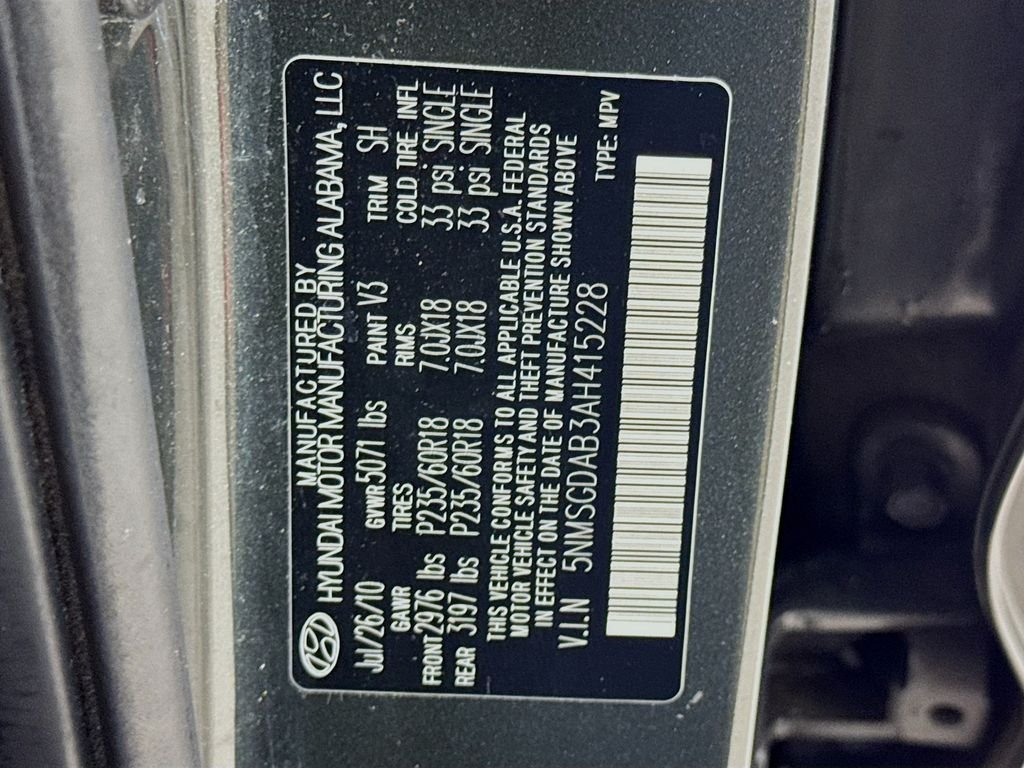 MANUFACTURED BY
HYUNDAI MOTOR MANUFACTURING ALABAMA, LLC
JUl/26/10 GVWR 5071 lbs PAINT V3 TRIM SH
GAWR TIRES RIMS COLD TIRE INFL
FRONT 2976 lbs P235/60R18 7.0JX18 33 psi SINGLE
REAR 3197 lbs P235/60R18 7.0JX18 33 psi SINGLE
THIS VEHICLE CONFORMS TO ALL APPLICABLE U.S.A. FEDERAL
MOTOR VEHICLE SAFETY AND THEFT PREVENTION STANDARDS
IN EFFECT ON THE DATE OF MANUFACTURE SHOWN ABOVE
V.I.N 5NMSGDAB3AH415228 TYPE: MPV